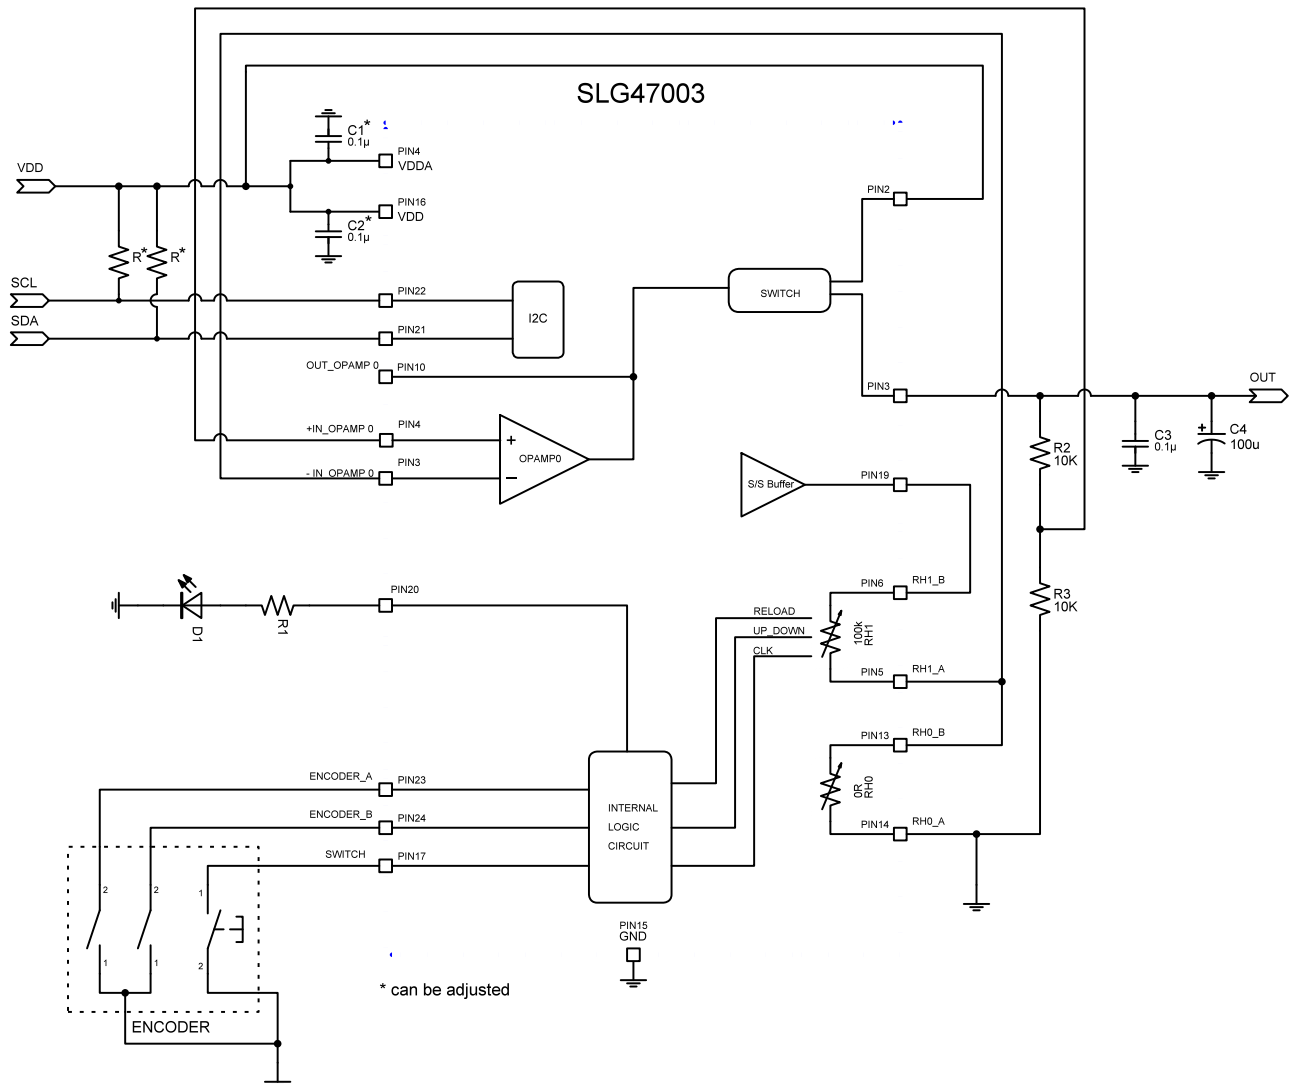 SLG47003
C1*
0.1µ
PIN4
VDDA
VDD
PIN16
VDD
C2*
0.1µ
PIN2
R*
R*
SCL
PIN22
SWITCH
SDA
I2C
PIN21
OUT_OPAMP 0
PIN10
PIN3
OUT
+IN_OPAMP 0
PIN4
+
OPAMP0
- IN_OPAMP 0
PIN3
−
R2
10K
C3
0.1µ
+
C4
100u
S/S Buffer
PIN19
PIN20
D1
R1
PIN6
RH1_B
RELOAD
UP_DOWN
CLK
100k
RH1
R3
10K
PIN5
RH1_A
PIN13
RH0_B
0R
RH0
PIN14
RH0_A
ENCODER_A
PIN23
ENCODER_B
PIN24
SWITCH
PIN17
INTERNAL
LOGIC
CIRCUIT
2
2
1
1
1
2
PIN15
GND
* can be adjusted
ENCODER